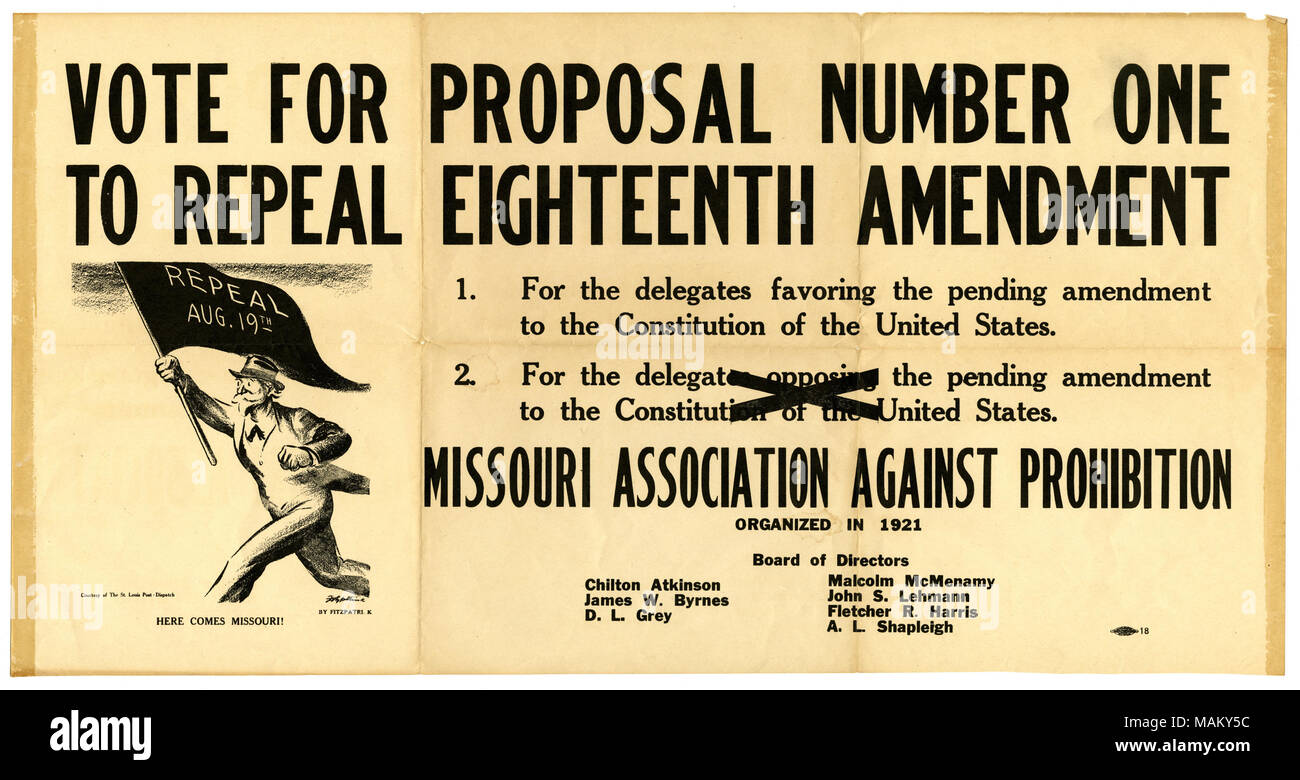 VOTE FOR PROPOSAL NUMBER ONE
TO REPEAL EIGHTEENTH AMENDMENT
REPEAL
AUG. 19TH
1. For the delegates favoring the pending amendment
to the Constitution of the United States.
2. For the delegates opposing the pending amendment
to the Constitution of the United States.
MISSOURI ASSOCIATION AGAINST PROHIBITION
ORGANIZED IN 1921
Board of Directors
Chilton Atkinson
James W. Byrnes
D. L. Grey
Malcolm McMenamy
John S. Lehmann
Fletcher R. Harris
A. L. Shapleigh
18
Courtesy of The St. Louis Post-Dispatch
BY FITZPATRI K
HERE COMES MISSOURI!
alamy
alamy
Image ID: MAKY5C
www.alamy.com